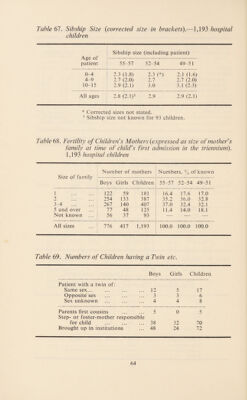 Table 67. Sibship Size (corrected size in brackets).—1,193 hospital
children
Age of patient Sibship size (including patient)
55-57 52-54 49-51
0-4 2.3 (1.8) 2.3 (*) 2.1 (1.6)
4-9 2.7 (2.0) 2.7 2.7 (2.0)
10-15 2.9 (2.1) 3.0 3.1 (2.3)
All ages 2.8 (2.1)† 2.9 2.9 (2.1)
* Corrected sizes not stated.
† Sibship size not known for 93 children.
Table 68. Fertility of Children's Mothers (expressed as size of mother's
family at time of child's first admission in the triennium).
1,193 hospital children
Size of family Number of mothers Numbers, % of known
Boys Girls Children 55-57 52-54 49-51
1 122 59 181 16.4 17.6 17.0
2 254 133 387 35.2 36.0 32.8
3-4 267 140 407 37.0 32.4 32.1
5 and over 77 48 125 11.4 14.0 18.1
Not known 56 37 93 — — —
All sizes 776 417 1,193 100.0 100.0 100.0
Table 69. Numbers of Children having a Twin etc.
Boys Girls Children
Patient with a twin of:
Same sex... 12 5 17
Opposite sex 3 3 6
Sex unknown 4 4 8
Parents first cousins 5 0 5
Step- or foster-mother responsible
for child 38 32 70
Brought up in institutions 48 24 72
64